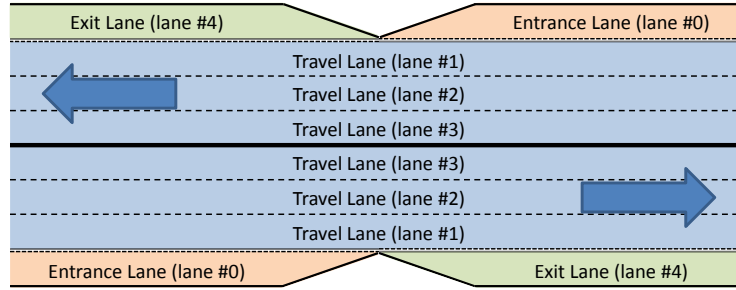 Exit Lane (lane #4)
Entrance Lane (lane #0)
Travel Lane (lane #1)
Travel Lane (lane #2)
Travel Lane (lane #3)
Travel Lane (lane #3)
Travel Lane (lane #2)
Travel Lane (lane #1)
Entrance Lane (lane #0)
Exit Lane (lane #4)